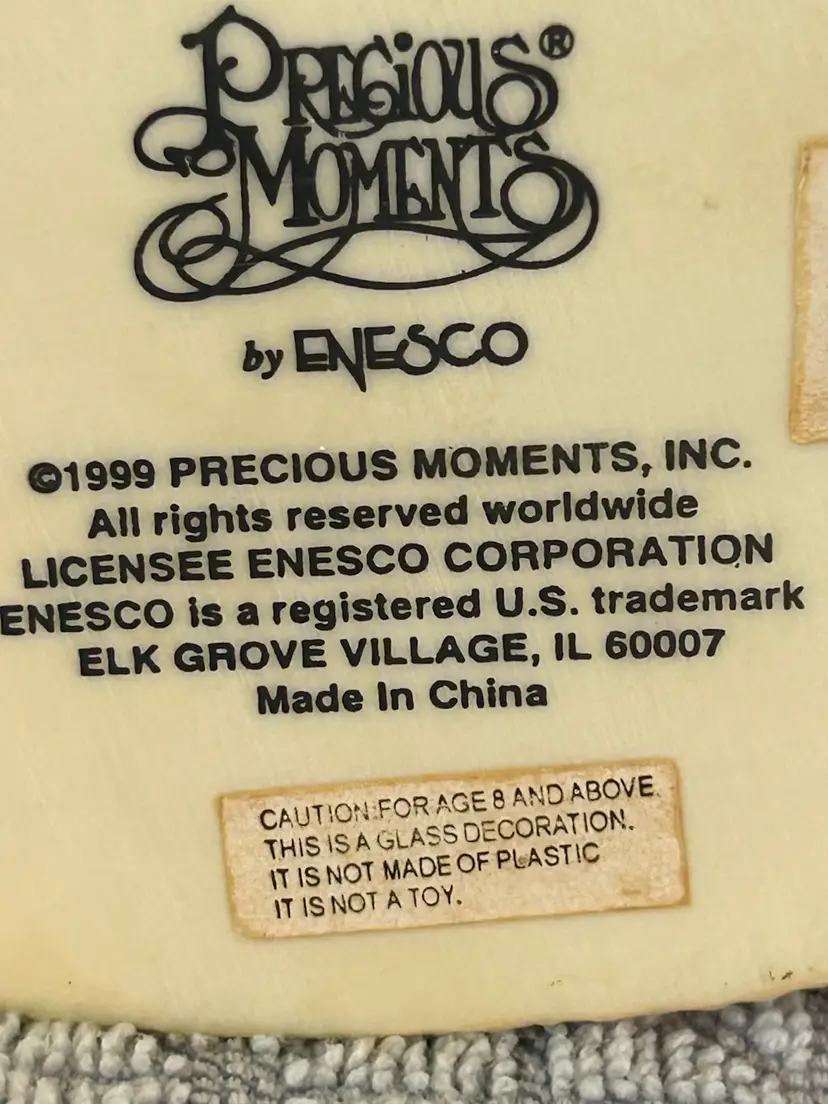 PRECIOUS®
MOMENTS
by ENESCO
©1999 PRECIOUS MOMENTS, INC.
All rights reserved worldwide
LICENSEE ENESCO CORPORATION
ENESCO is a registered U.S. trademark
ELK GROVE VILLAGE, IL 60007
Made In China
CAUTION:FOR AGE 8 AND ABOVE.
THIS IS A GLASS DECORATION.
IT IS NOT MADE OF PLASTIC
IT IS NOT A TOY.